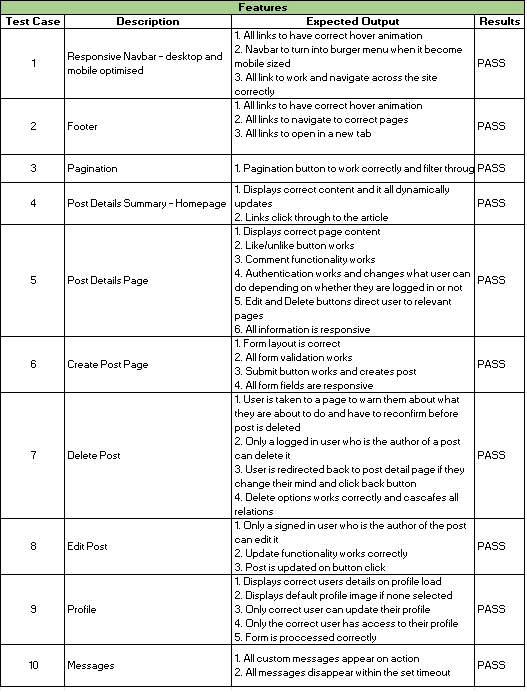 Features
Test Case Description Expected Output Results
1 Responsive Navbar - desktop and mobile optimised
1. All links to have correct hover animation
2. Navbar to turn into burger menu when it become
mobile sized
3. All link to work and navigate across the site
correctly
PASS
2 Footer
1. All links to have correct hover animation
2. All links to navigate to correct pages
3. All links to open in a new tab
PASS
3 Pagination
1. Pagination button to work correctly and filter throug
PASS
4 Post Details Summary - Homepage
1. Displays correct content and it all dynamically
updates
2. Links click through to the article
PASS
5 Post Details Page
1. Displays correct page content
2. Like/unlike button works
3. Comment functionality works
4. Authentication works and changes what user can
do depending on whether they are logged in or not
5. Edit and Delete buttons direct user to relevant
pages
6. All information is responsive
PASS
6 Create Post Page
1. Form layout is correct
2. All form validation works
3. Submit button works and creates post
4. All form fields are responsive
PASS
7 Delete Post
1. User is taken to a page to warn them about what
they are about to do and have to reconfirm before
post is deleted
2. Only a logged in user who is the author of a post
can delete it
3. User is redirected back to post detail page if they
change their mind and click back button
4. Delete options works correctly and cascafes all
relations
PASS
8 Edit Post
1. Only a signed in user who is the author of the post
can edit it
2. Update functionality works correctly
3. Post is updated on button click
PASS
9 Profile
1. Displays correct users details on profile load
2. Displays default profile image if none selected
3. Only correct user can update their profile
4. Only the correct user has access to their profile
5. Form is proccessed correctly
PASS
10 Messages
1. All custom messages appear on action
2. All messages disappear within the set timeout
PASS